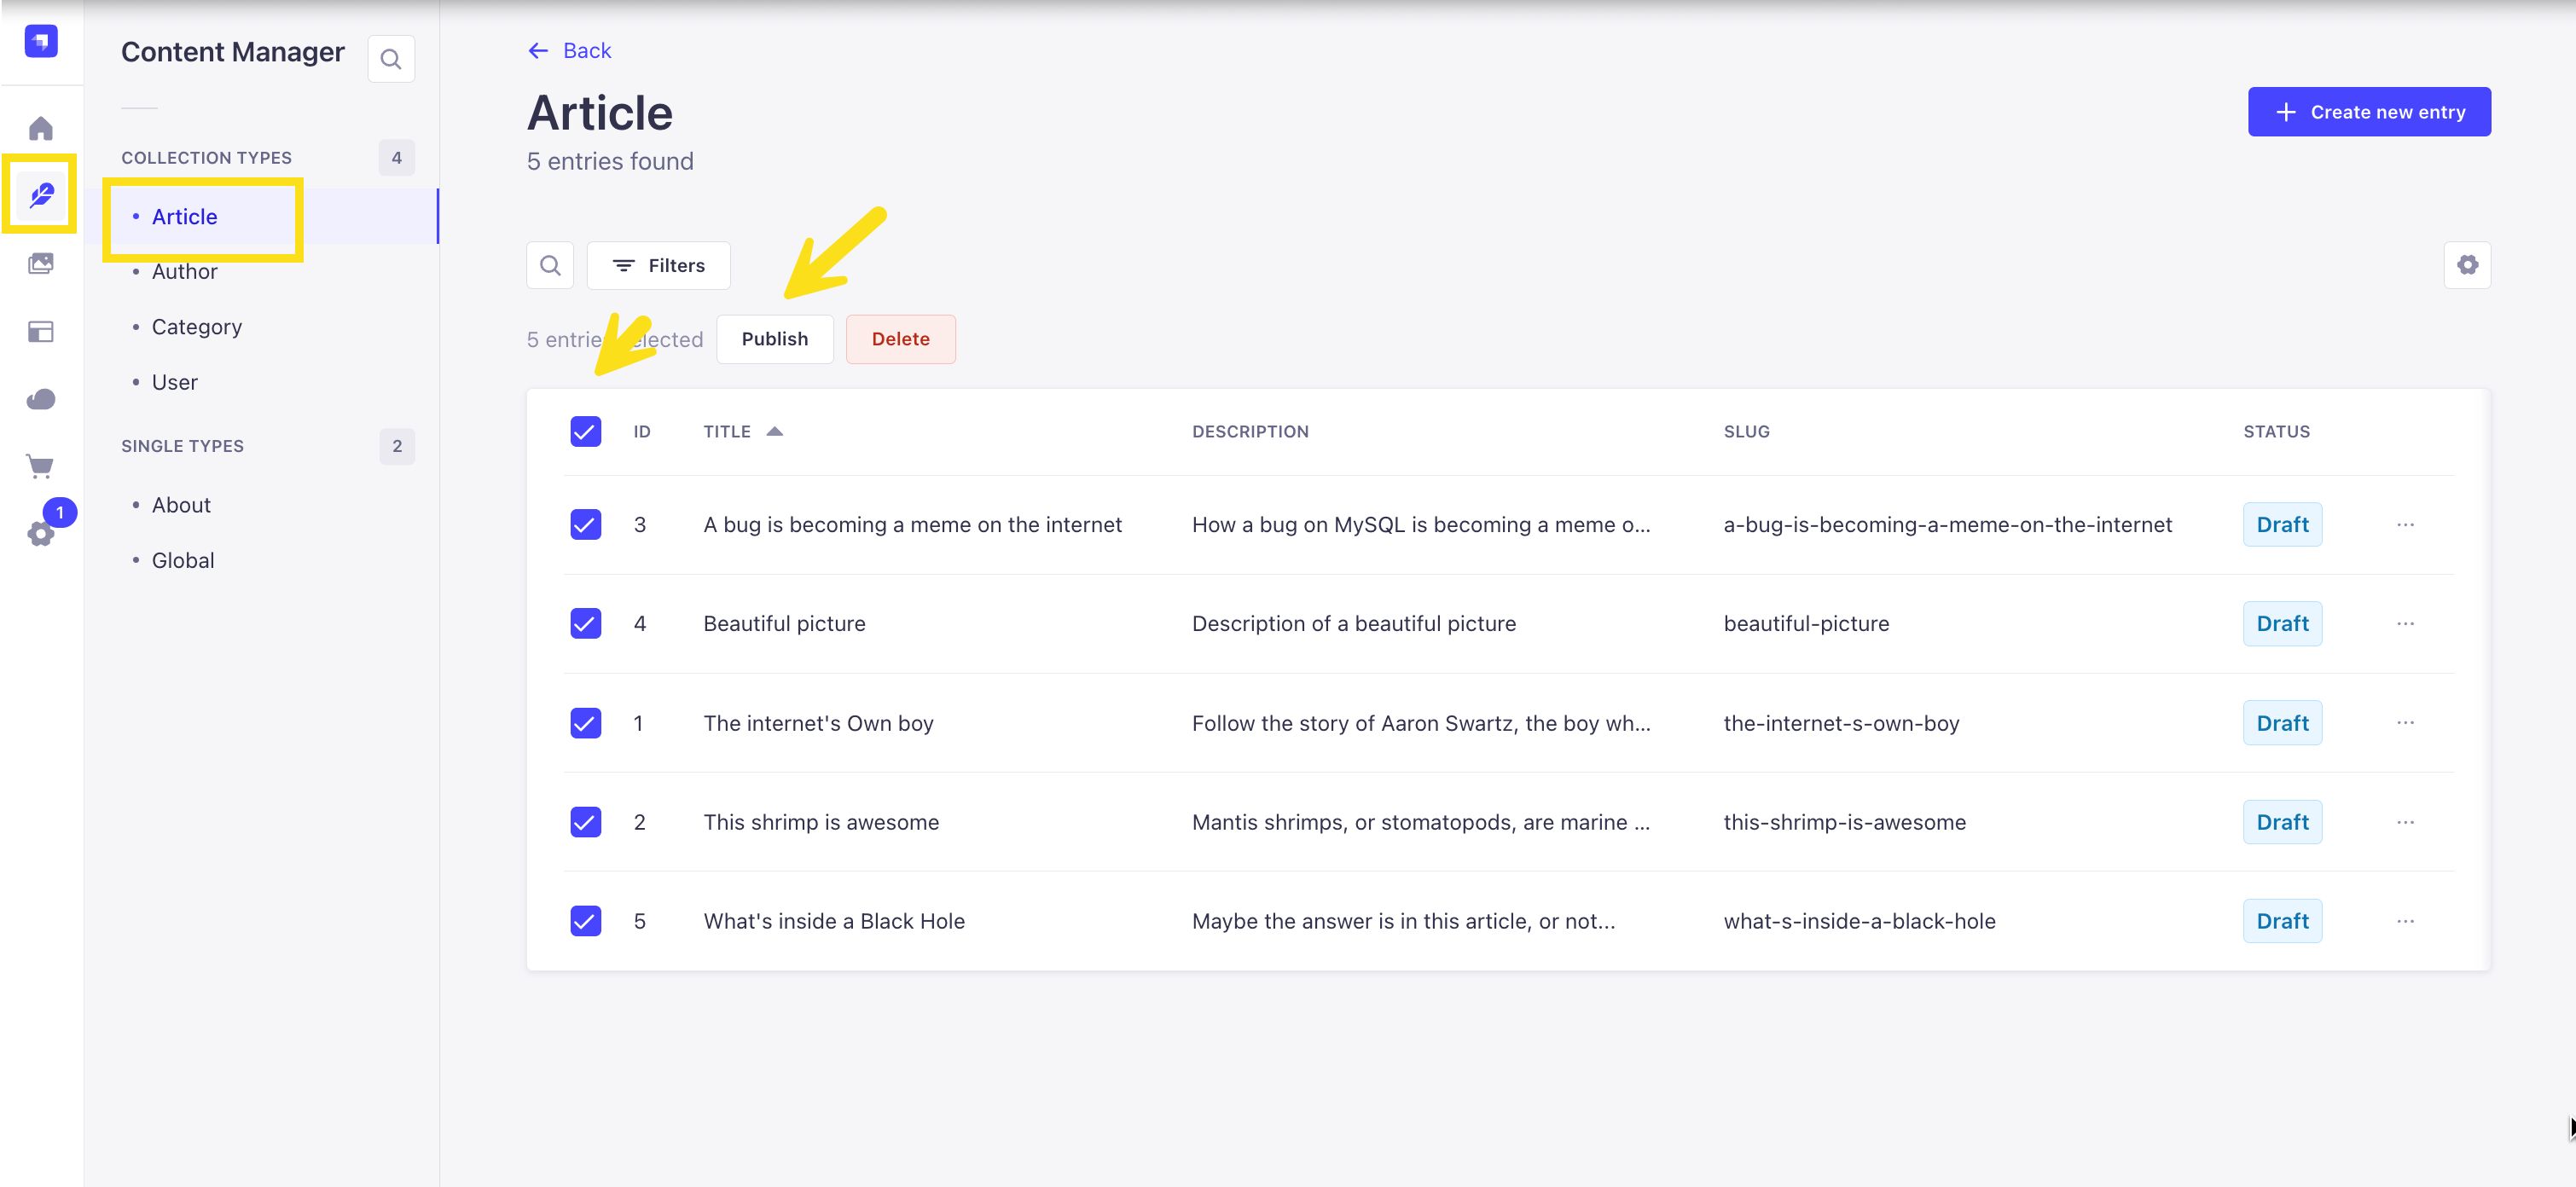 Content Manager
COLLECTION TYPES 4
Article
Author
Category
User
SINGLE TYPES 2
About
Global
1
Back
Article
5 entries found
Create new entry
Filters
5 entries selected Publish Delete
ID TITLE DESCRIPTION SLUG STATUS
3 A bug is becoming a meme on the internet How a bug on MySQL is becoming a meme o... a-bug-is-becoming-a-meme-on-the-internet Draft ...
4 Beautiful picture Description of a beautiful picture beautiful-picture Draft ...
1 The internet's Own boy Follow the story of Aaron Swartz, the boy wh... the-internet-s-own-boy Draft ...
2 This shrimp is awesome Mantis shrimps, or stomatopods, are marine ... this-shrimp-is-awesome Draft ...
5 What's inside a Black Hole Maybe the answer is in this article, or not... what-s-inside-a-black-hole Draft ...